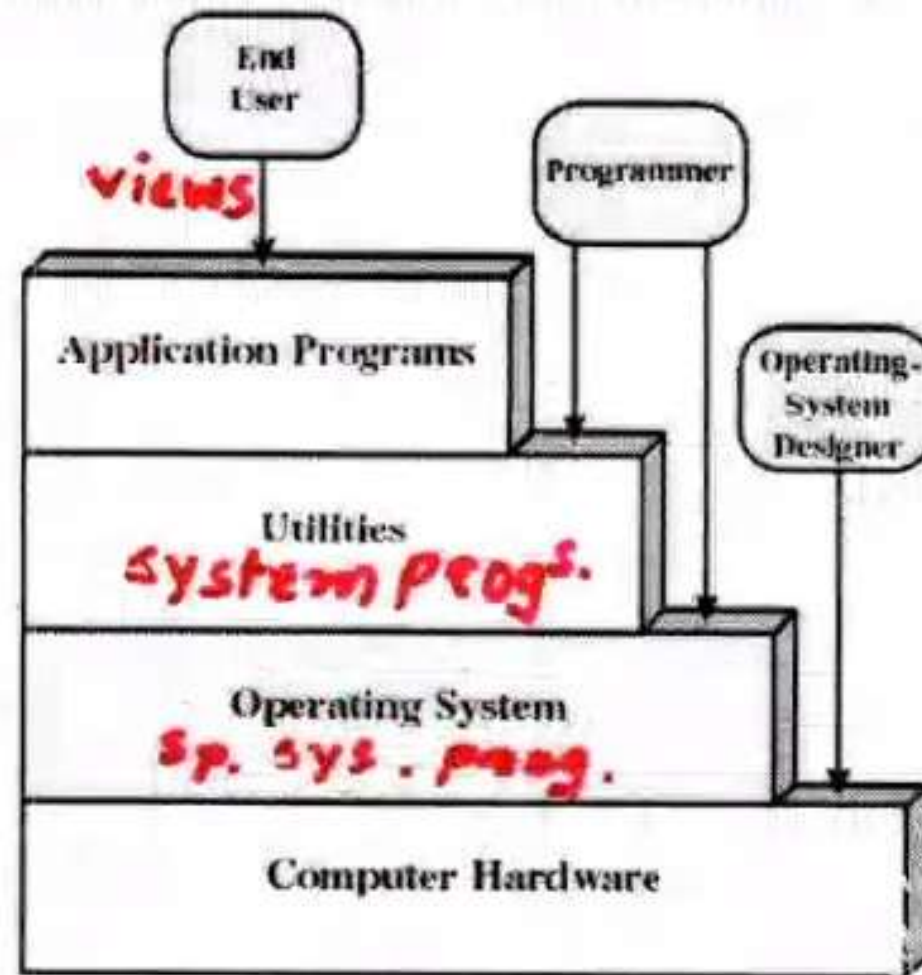 End
User
views
Programmer
Application Programs
Operating-
System
Designer
Utilities
system progs.
Operating System
sp. sys. prog.
Computer Hardware